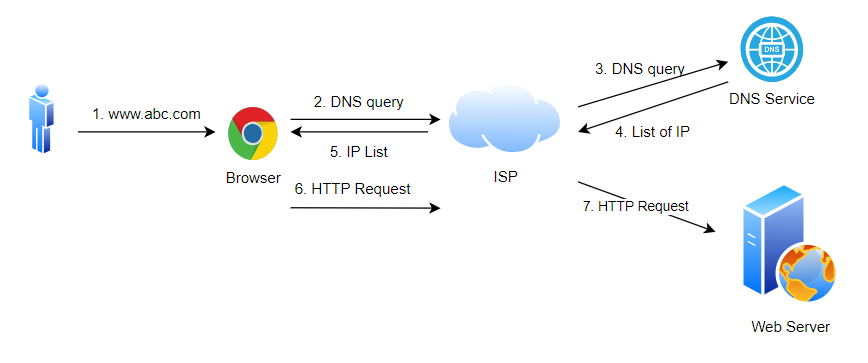 1. www.abc.com
Browser
2. DNS query
5. IP List
6. HTTP Request
ISP
3. DNS query
4. List of IP
7. HTTP Request
DNS
DNS Service
Web Server